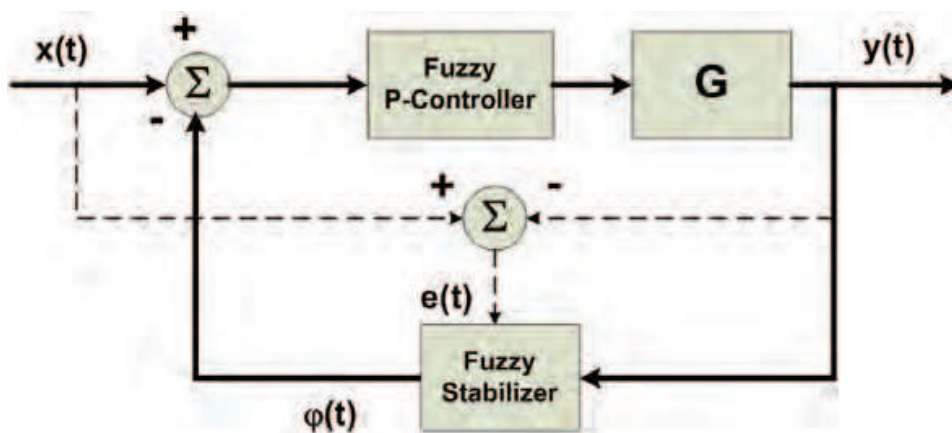 x(t)
+
Σ
-
Fuzzy
P-Controller
G
y(t)
+
-
Σ
e(t)
Fuzzy
Stabilizer
φ(t)